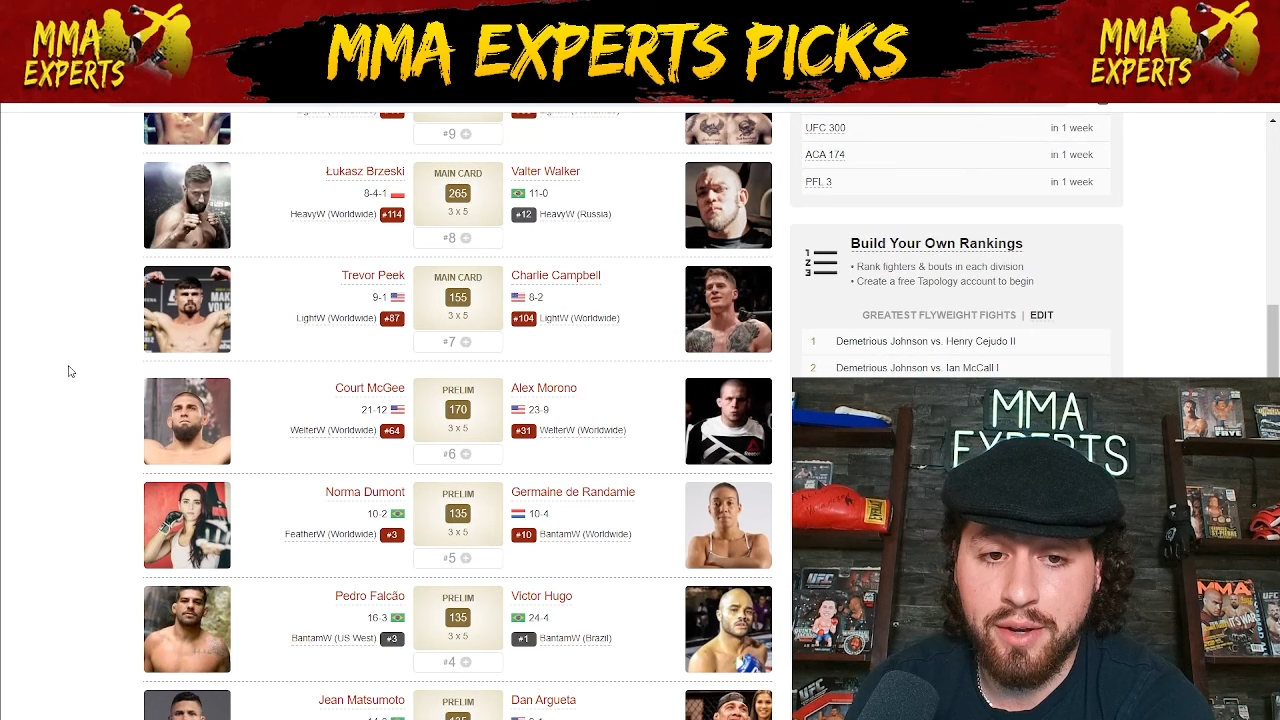 MMA
EXPERTS
MMA EXPERTS PICKS
MMA
EXPERTS
#9
Łukasz Brzeski
8-4-1
HeavyW (Worldwide) #114
MAIN CARD
265
3 x 5
#8
Valter Walker
11-0
#12 HeavyW (Russia)
Trevor Peek
9-1
LightW (Worldwide) #87
MAIN CARD
155
3 x 5
#7
Charlie Campbell
8-2
#104 LightW (Worldwide)
Court McGee
21-12
WelterW (Worldwide) #64
PRELIM
170
3 x 5
#6
Alex Morono
23-9
#31 WelterW (Worldwide)
Norma Dumont
10-2
FeatherW (Worldwide) #3
PRELIM
135
3 x 5
#5
Germaine de Randamie
10-4
#10 BantamW (Worldwide)
Pedro Falcão
16-3
BantamW (US West) #3
PRELIM
135
3 x 5
#4
Victor Hugo
24-4
#1 BantamW (Brazil)
Jean Matsumoto
PRELIM
Dan Argueta
UFC 300 in 1 week
ACA 174 in 1 week
PFL 3 in 1 week
1
2
3
Build Your Own Rankings
• Rank fighters & bouts in each division
• Create a free Tapology account to begin
GREATEST FLYWEIGHT FIGHTS | EDIT
1 Demetrious Johnson vs. Henry Cejudo II
2 Demetrious Johnson vs. Ian McCall I
MMA
EXPERTS
UFC
MMA
UFC